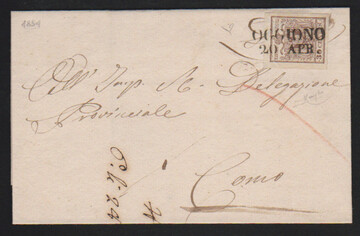 1854
OGGIONO
20 APR.
All' Imp. R. Delegazione
Provinciale
Como